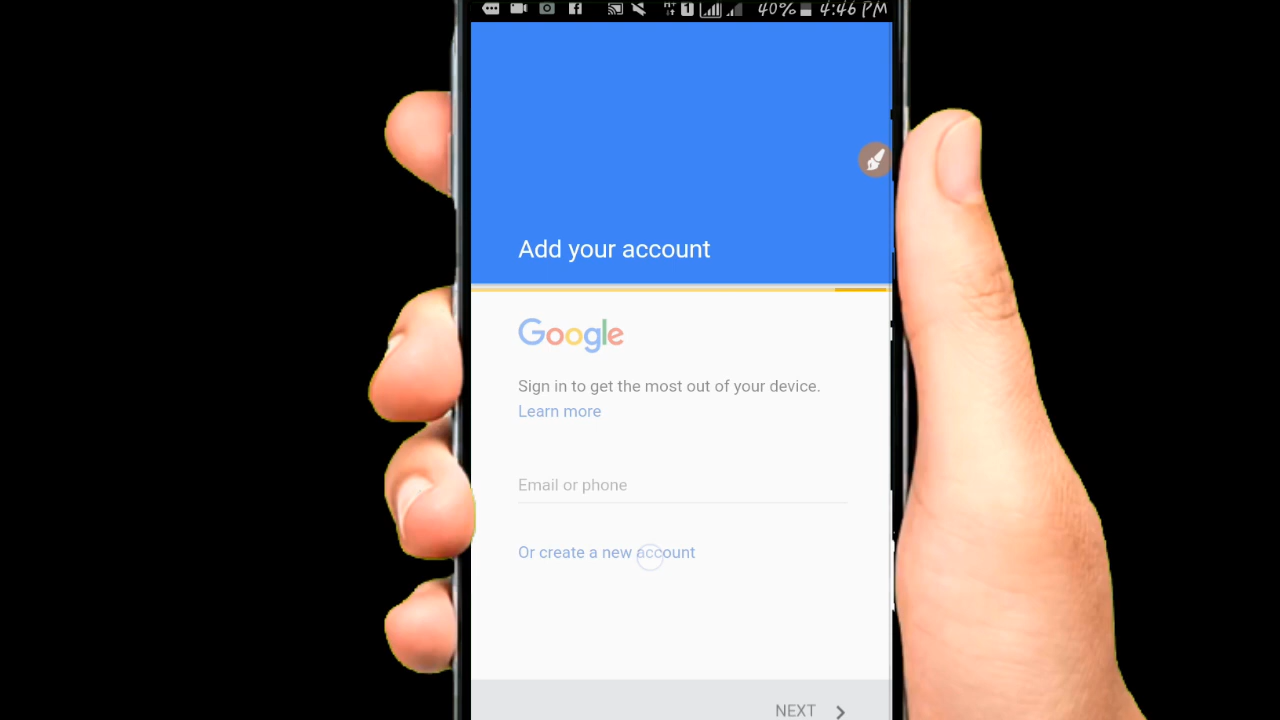 1 40% 4:46 PM
Add your account
Google
Sign in to get the most out of your device.
Learn more
Email or phone
Or create a new account
NEXT